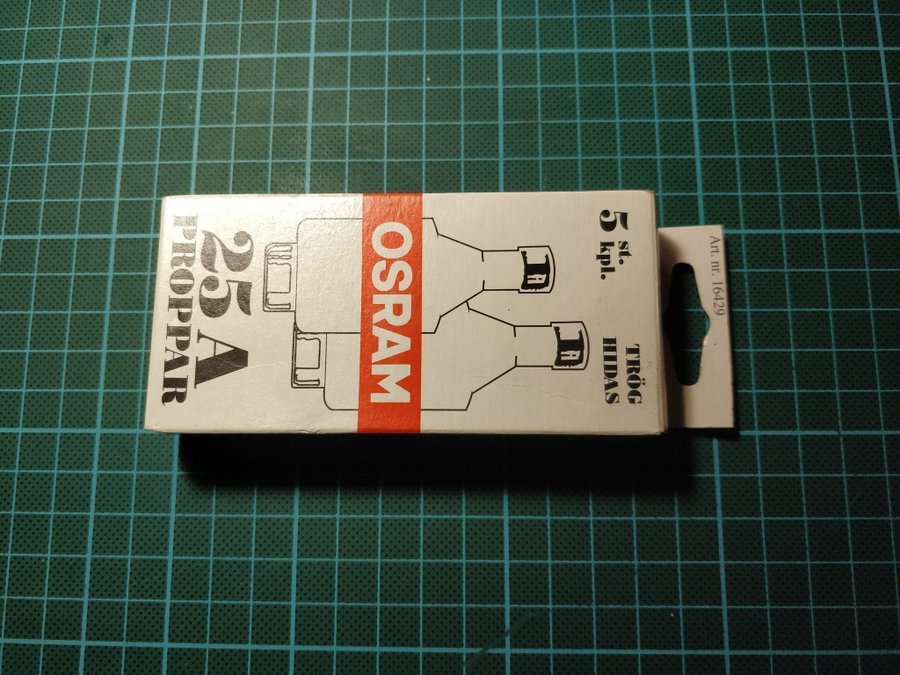 Art. nr. 16429
5 st.
kpl.
TRÖG
HIDAS
OSRAM
25 A
PROPPAR